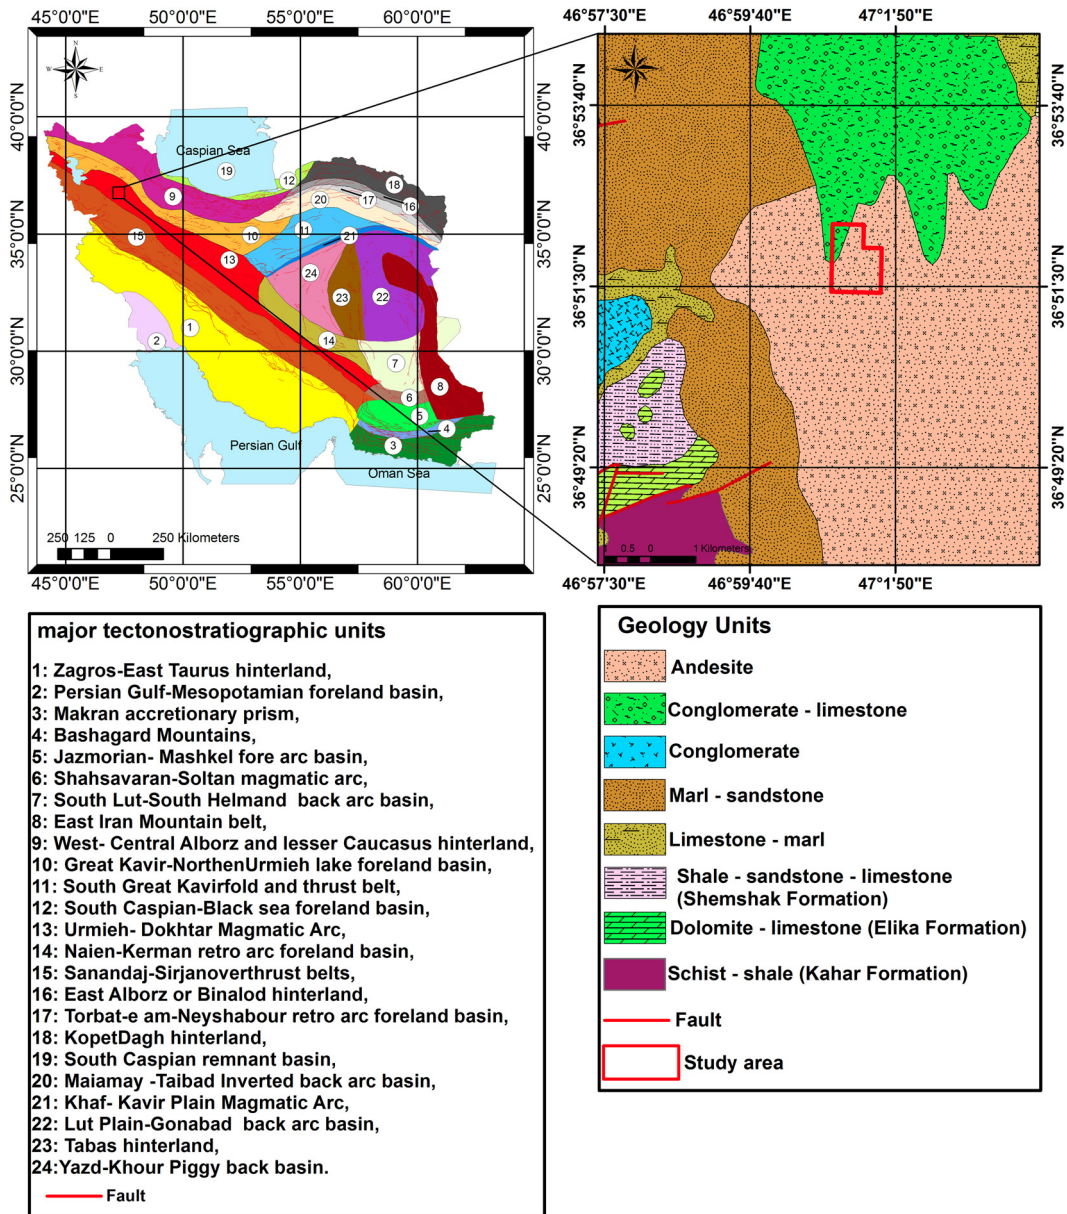 45°0'0"E 50°0'0"E 55°0'0"E 60°0'0"E
46°57'30"E 46°59'40"E 47°1'50"E
N
W E
S
40°0'0"N
35°0'0"N
30°0'0"N
25°0'0"N
40°0'0"N
35°0'0"N
30°0'0"N
25°0'0"N
Caspian Sea
19
12
18
9
20
17
16
15
10
11
21
13
24
23
22
1
2
14
7
8
6
5
4
3
Persian Gulf
Oman Sea
250 125 0 250 Kilometers
45°0'0"E 50°0'0"E 55°0'0"E 60°0'0"E
36°53'40"N
36°51'30"N
36°49'20"N
36°53'40"N
36°51'30"N
36°49'20"N
1 0.5 0 1 Kilometers
46°57'30"E 46°59'40"E 47°1'50"E
major tectonostratiographic units
1: Zagros-East Taurus hinterland,
2: Persian Gulf-Mesopotamian foreland basin,
3: Makran accretionary prism,
4: Bashagard Mountains,
5: Jazmorian- Mashkel fore arc basin,
6: Shahsavaran-Soltan magmatic arc,
7: South Lut-South Helmand back arc basin,
8: East Iran Mountain belt,
9: West- Central Alborz and lesser Caucasus hinterland,
10: Great Kavir-NorthenUrmieh lake foreland basin,
11: South Great Kavirfold and thrust belt,
12: South Caspian-Black sea foreland basin,
13: Urmieh- Dokhtar Magmatic Arc,
14: Naien-Kerman retro arc foreland basin,
15: Sanandaj-Sirjanoverthrust belts,
16: East Alborz or Binalod hinterland,
17: Torbat-e am-Neyshabour retro arc foreland basin,
18: KopetDagh hinterland,
19: South Caspian remnant basin,
20: Maiamay -Taibad Inverted back arc basin,
21: Khaf- Kavir Plain Magmatic Arc,
22: Lut Plain-Gonabad back arc basin,
23: Tabas hinterland,
24:Yazd-Khour Piggy back basin.
Fault
Geology Units
Andesite
Conglomerate - limestone
Conglomerate
Marl - sandstone
Limestone - marl
Shale - sandstone - limestone
(Shemshak Formation)
Dolomite - limestone (Elika Formation)
Schist - shale (Kahar Formation)
Fault
Study area